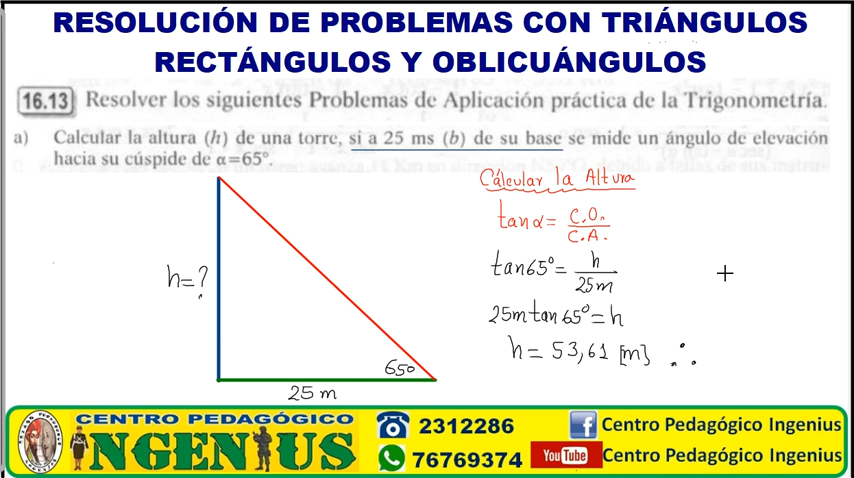 RESOLUCIÓN DE PROBLEMAS CON TRIÁNGULOS
RECTÁNGULOS Y OBLICUÁNGULOS
16.13 Resolver los siguientes Problemas de Aplicación práctica de la Trigonometría.
a) Calcular la altura (h) de una torre, si a 25 ms (b) de su base se mide un ángulo de elevación
hacia su cúspide de α=65°.
h=?
65°
25 m
Cálcular la Altura
tan α = C.O. / C.A.
tan 65° = h / 25m
25m tan 65° = h
h = 53,61 [m] ∴
CENTRO PEDAGÓGICO
INGENIUS
2312286
76769374
f Centro Pedagógico Ingenius
YouTube Centro Pedagógico Ingenius